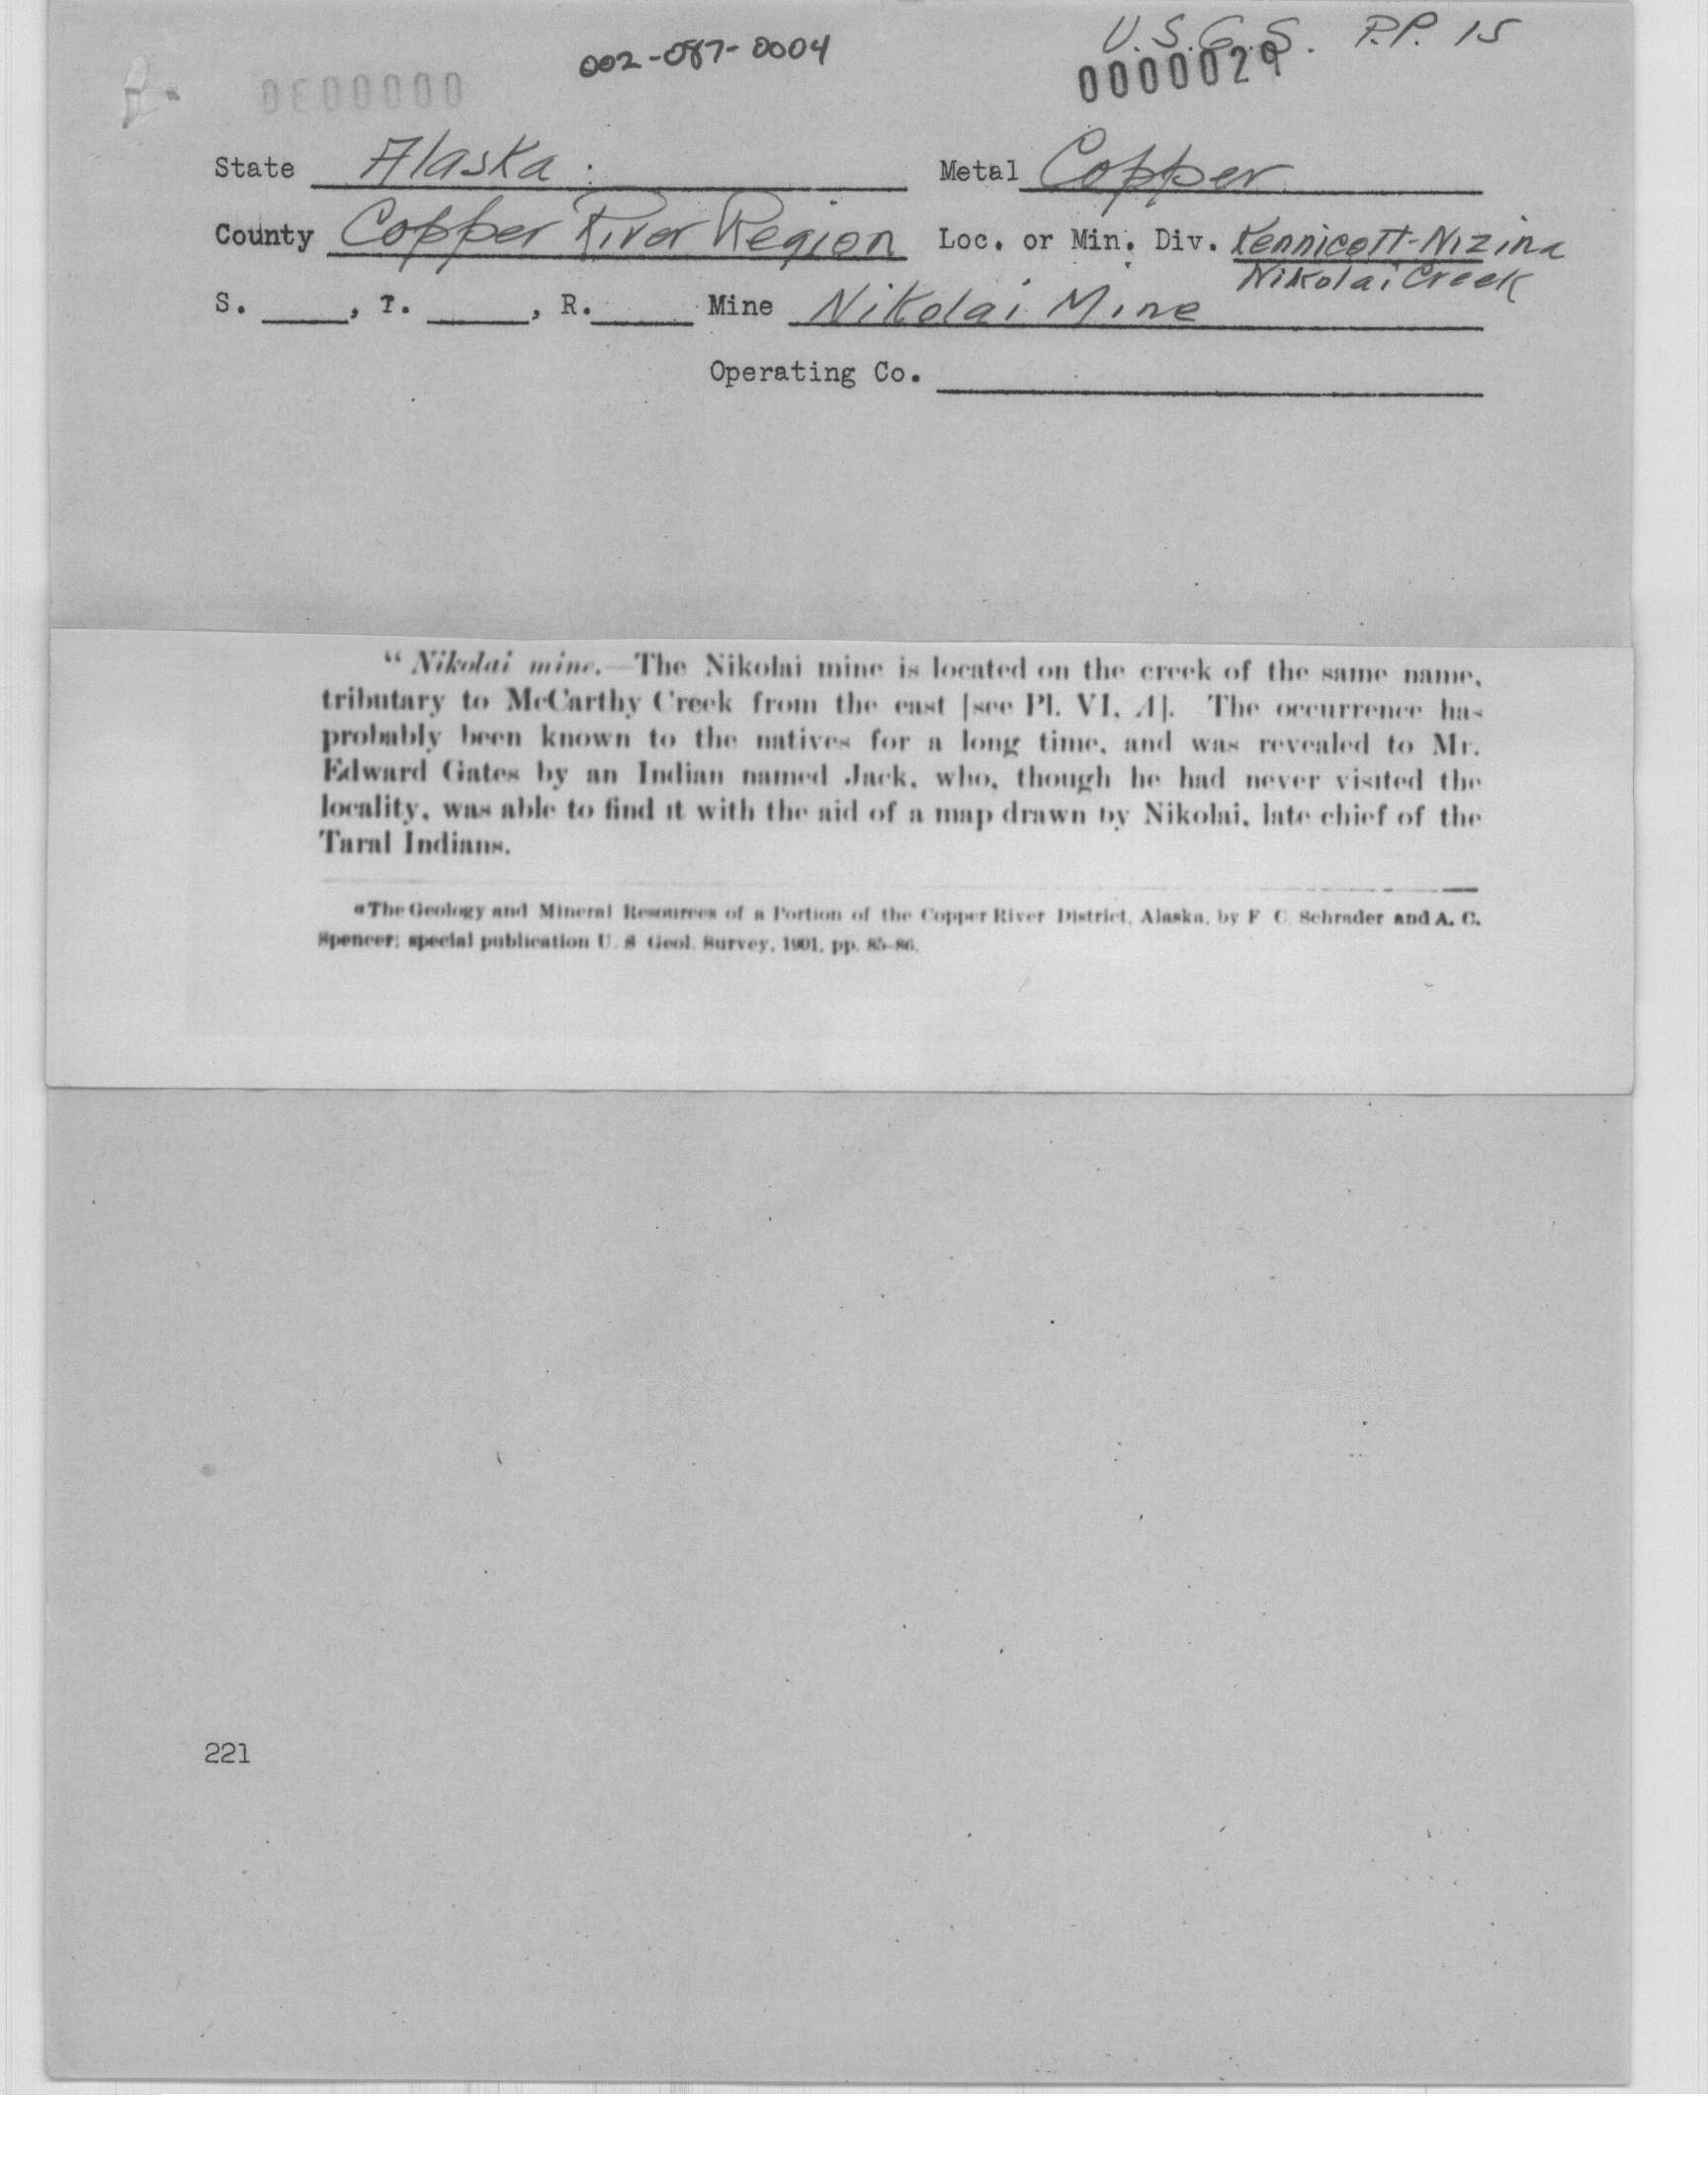 U.S.G.S. P.P. 15
002-087-0004
0000029
State Alaska.
Metal Copper
County Copper River Region
Loc. or Min. Div. Kennicott-Nizina
Nikolai Creek
S. _____, T. _____, R. _____ Mine Nikolai Mine
Operating Co.
"Nikolai mine.—The Nikolai mine is located on the creek of the same name,
tributary to McCarthy Creek from the east [see Pl. VI, A]. The occurrence has
probably been known to the natives for a long time, and was revealed to Mr.
Edward Gates by an Indian named Jack, who, though he had never visited the
locality, was able to find it with the aid of a map drawn by Nikolai, late chief of the
Taral Indians.
a The Geology and Mineral Resources of a Portion of the Copper River District, Alaska, by F. C. Schrader and A. C.
Spencer; special publication U. S. Geol. Survey, 1901, pp. 85-86.
221